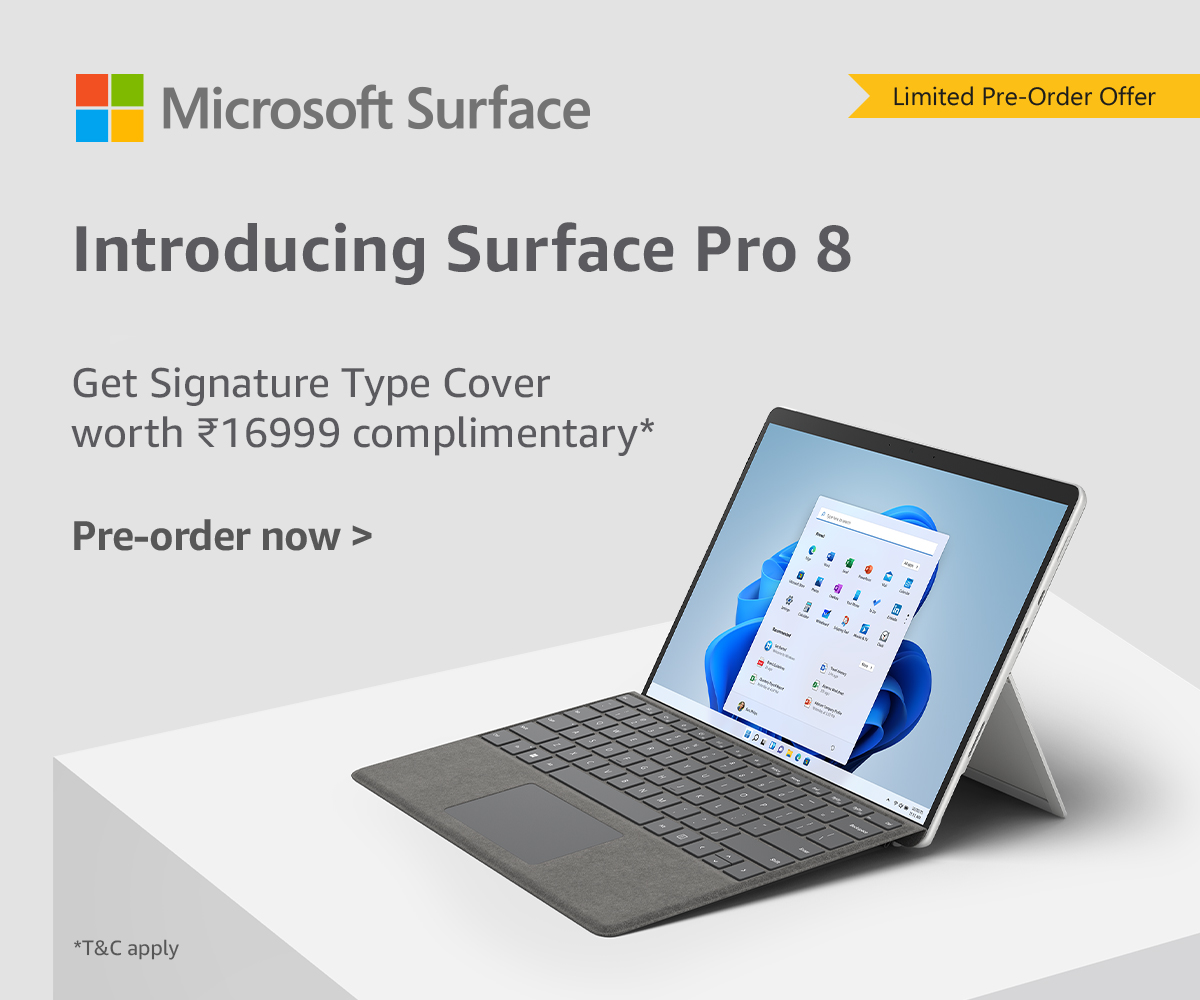 Microsoft Surface
Limited Pre-Order Offer
Introducing Surface Pro 8
Get Signature Type Cover
worth ₹16999 complimentary*
Pre-order now >
*T&C apply